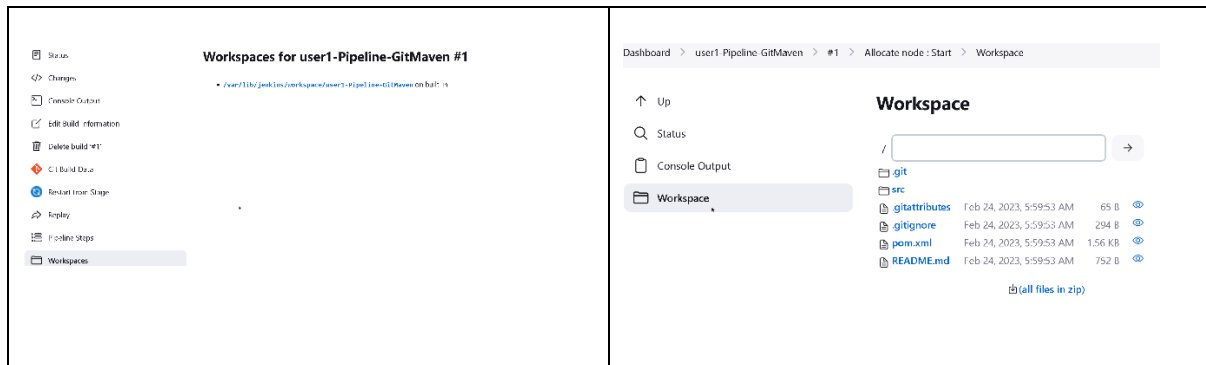 Status
Changes
Console Output
Edit Build Information
Delete build '#1'
Git Build Data
Restart from Stage
Replay
Pipeline Steps
Workspaces
Workspaces for user1-Pipeline-GitMaven #1
/var/lib/jenkins/workspace/user1-Pipeline-GitMaven on built-in
Dashboard > user1-Pipeline-GitMaven > #1 > Allocate node : Start > Workspace
Up
Status
Console Output
Workspace
Workspace
/
.git
src
.gitattributes Feb 24, 2023, 5:59:53 AM 65 B
.gitignore Feb 24, 2023, 5:59:53 AM 294 B
pom.xml Feb 24, 2023, 5:59:53 AM 1.56 KB
README.md Feb 24, 2023, 5:59:53 AM 752 B
(all files in zip)